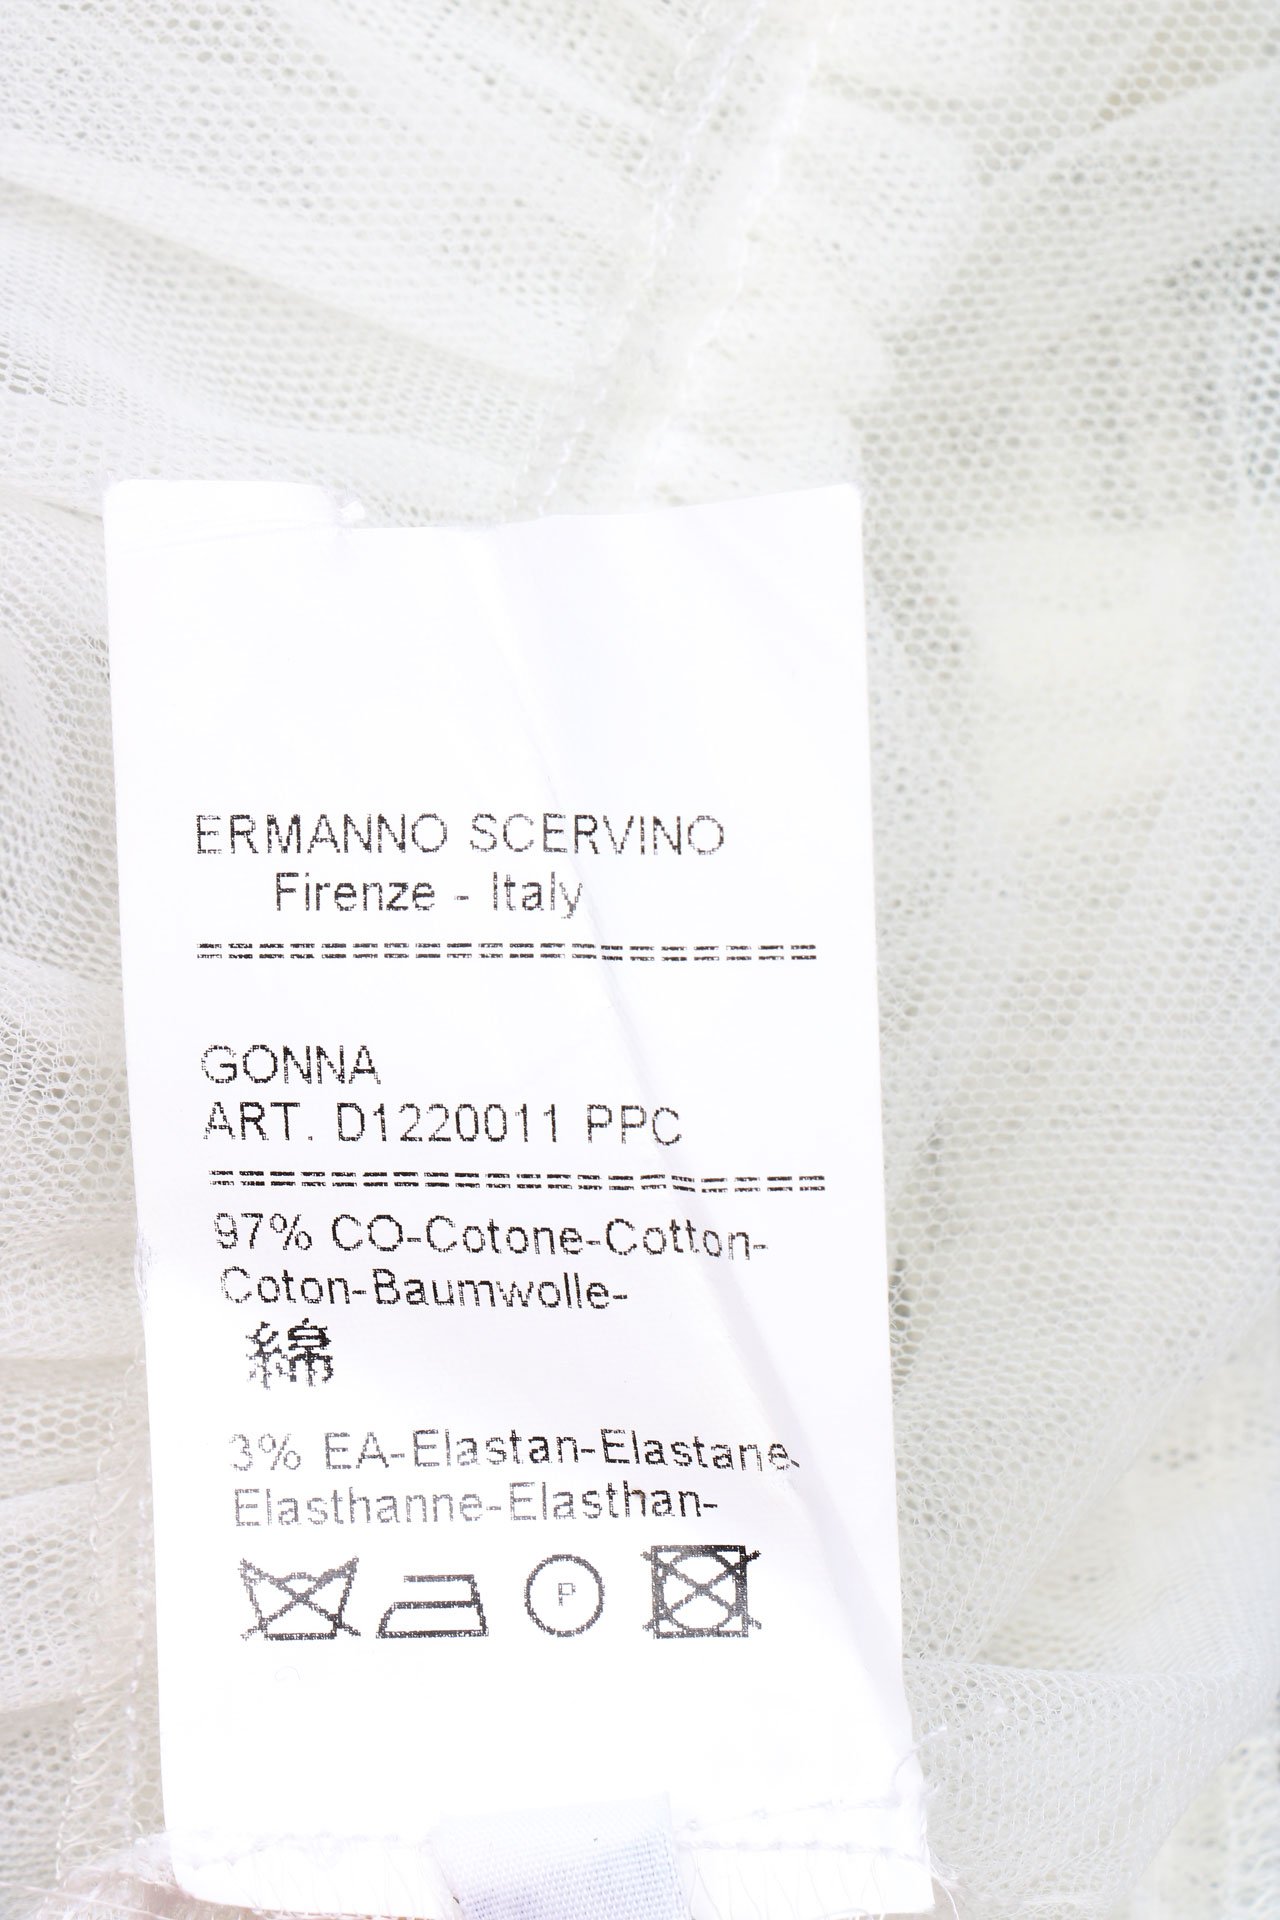 ERMANNO SCERVINO
Firenze - Italy
====================
GONNA
ART. D1220011 PPC
====================
97% CO-Cotone-Cotton-
Coton-Baumwolle-
綿
3% EA-Elastan-Elastane-
Elasthanne-Elasthan-
P